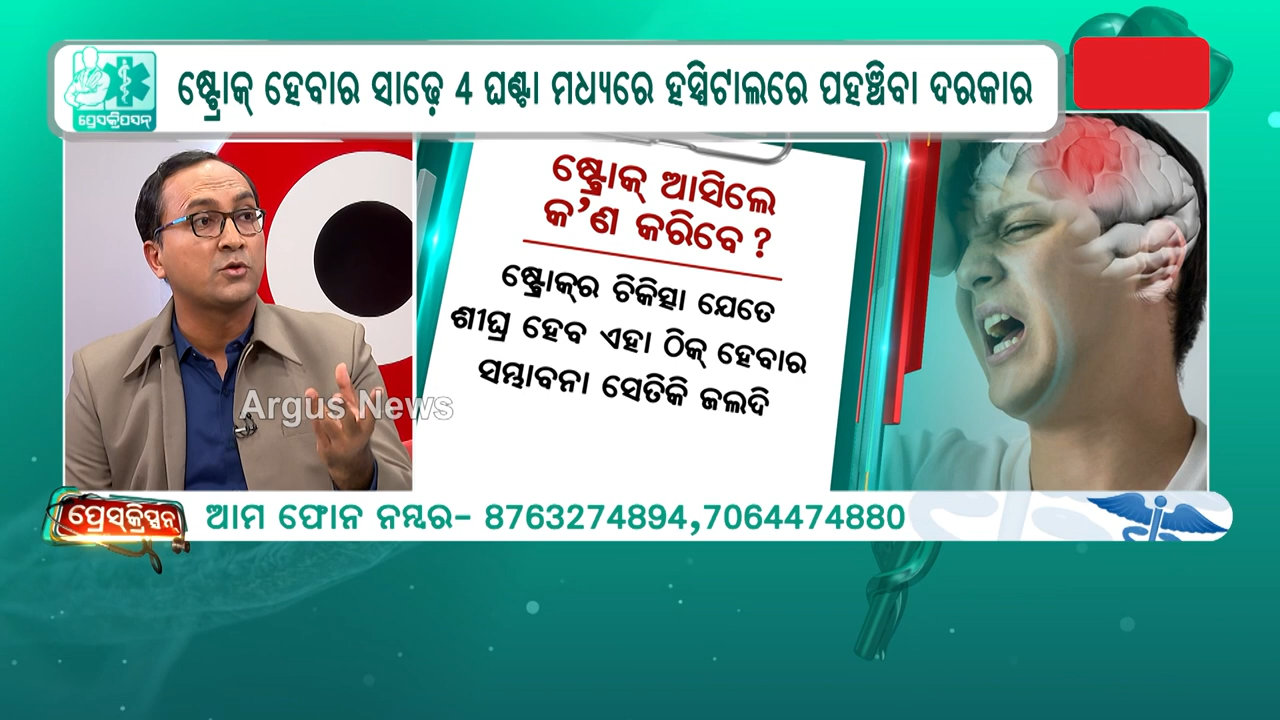 ଷ୍ଟ୍ରୋକ୍ ହେବାର ସାଢ଼େ 4 ଘଣ୍ଟା ମଧ୍ୟରେ ହସ୍ପିଟାଲରେ ପହଞ୍ଚିବା ଦରକାର
ପ୍ରେସକ୍ରିପସନ୍
ଷ୍ଟ୍ରୋକ୍ ଆସିଲେ
କ'ଣ କରିବେ ?
ଷ୍ଟ୍ରୋକ୍‌ର ଚିକିତ୍ସା ଯେତେ
ଶୀଘ୍ର ହେବ ଏହା ଠିକ୍ ହେବାର
ସମ୍ଭାବନା ସେତିକି ଜଲଦି
Argus News
ପ୍ରେସ୍‌କ୍ରିପ୍ସନ୍
ଆମ ଫୋନ ନମ୍ବର- 8763274894,7064474880